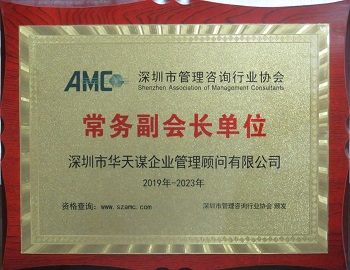 AMC 深圳市管理咨询行业协会
Shenzhen Association of Management Consultants
常务副会长单位
深圳市华天谋企业管理顾问有限公司
2019年-2023年
资格查询:www.szamc.com 深圳市管理咨询行业协会 颁发